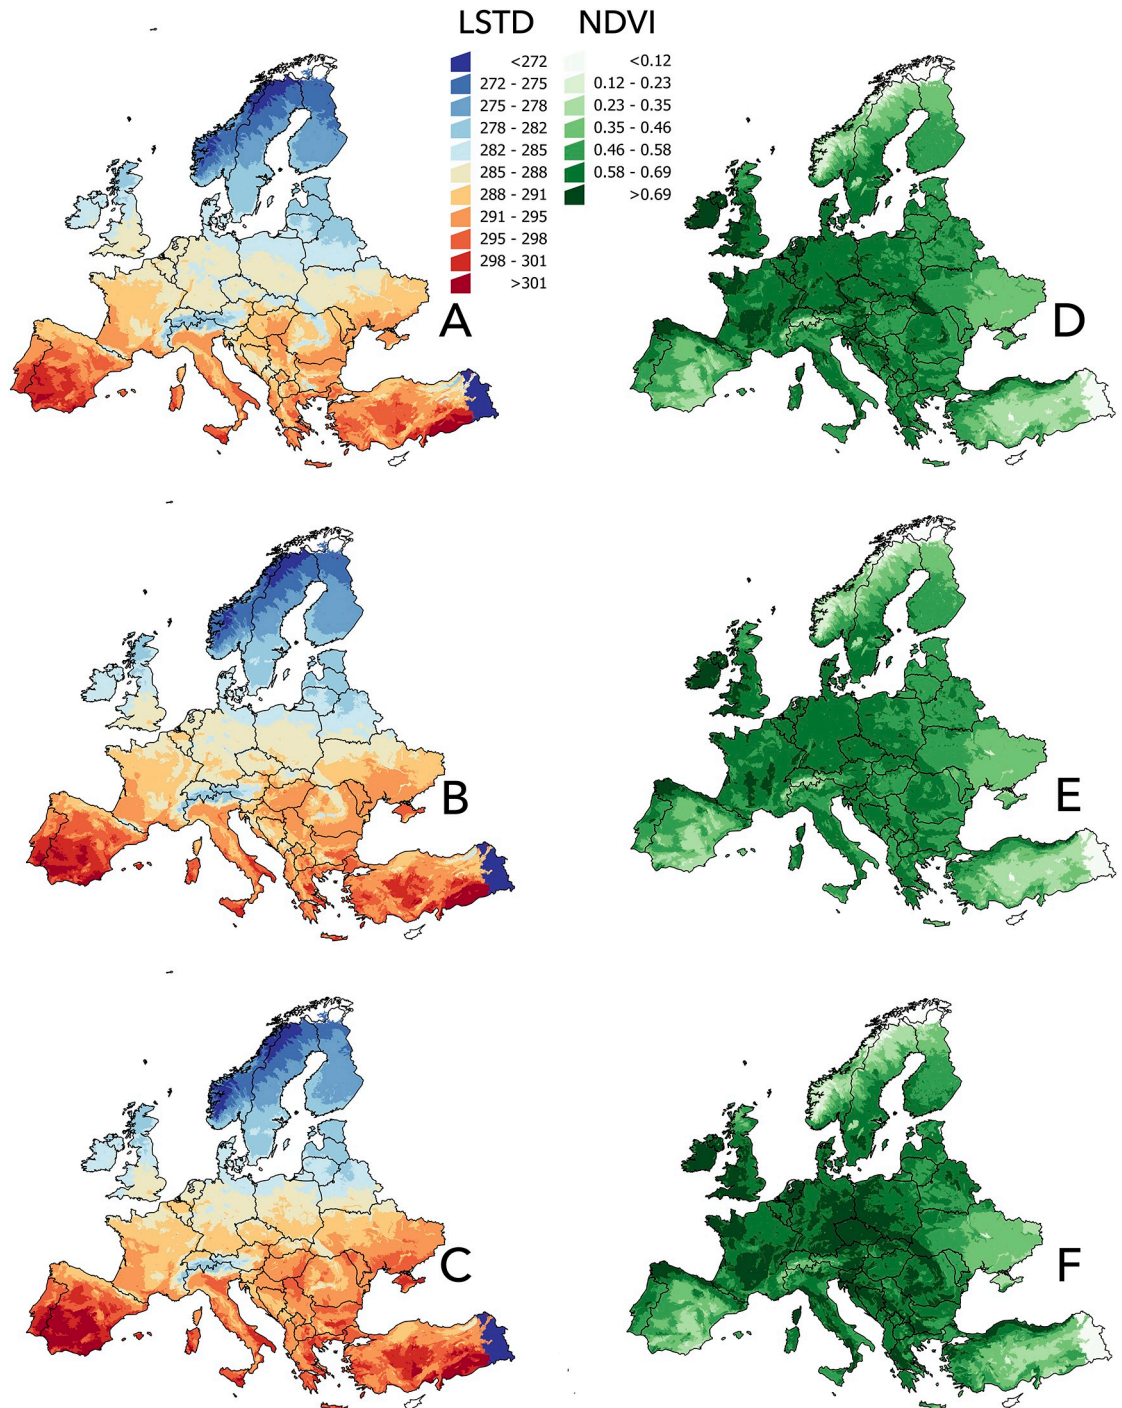 LSTD NDVI
<272 <0.12
272 - 275 0.12 - 0.23
275 - 278 0.23 - 0.35
278 - 282 0.35 - 0.46
282 - 285 0.46 - 0.58
285 - 288 0.58 - 0.69
288 - 291 >0.69
291 - 295
295 - 298
298 - 301
>301
A D
B E
C F